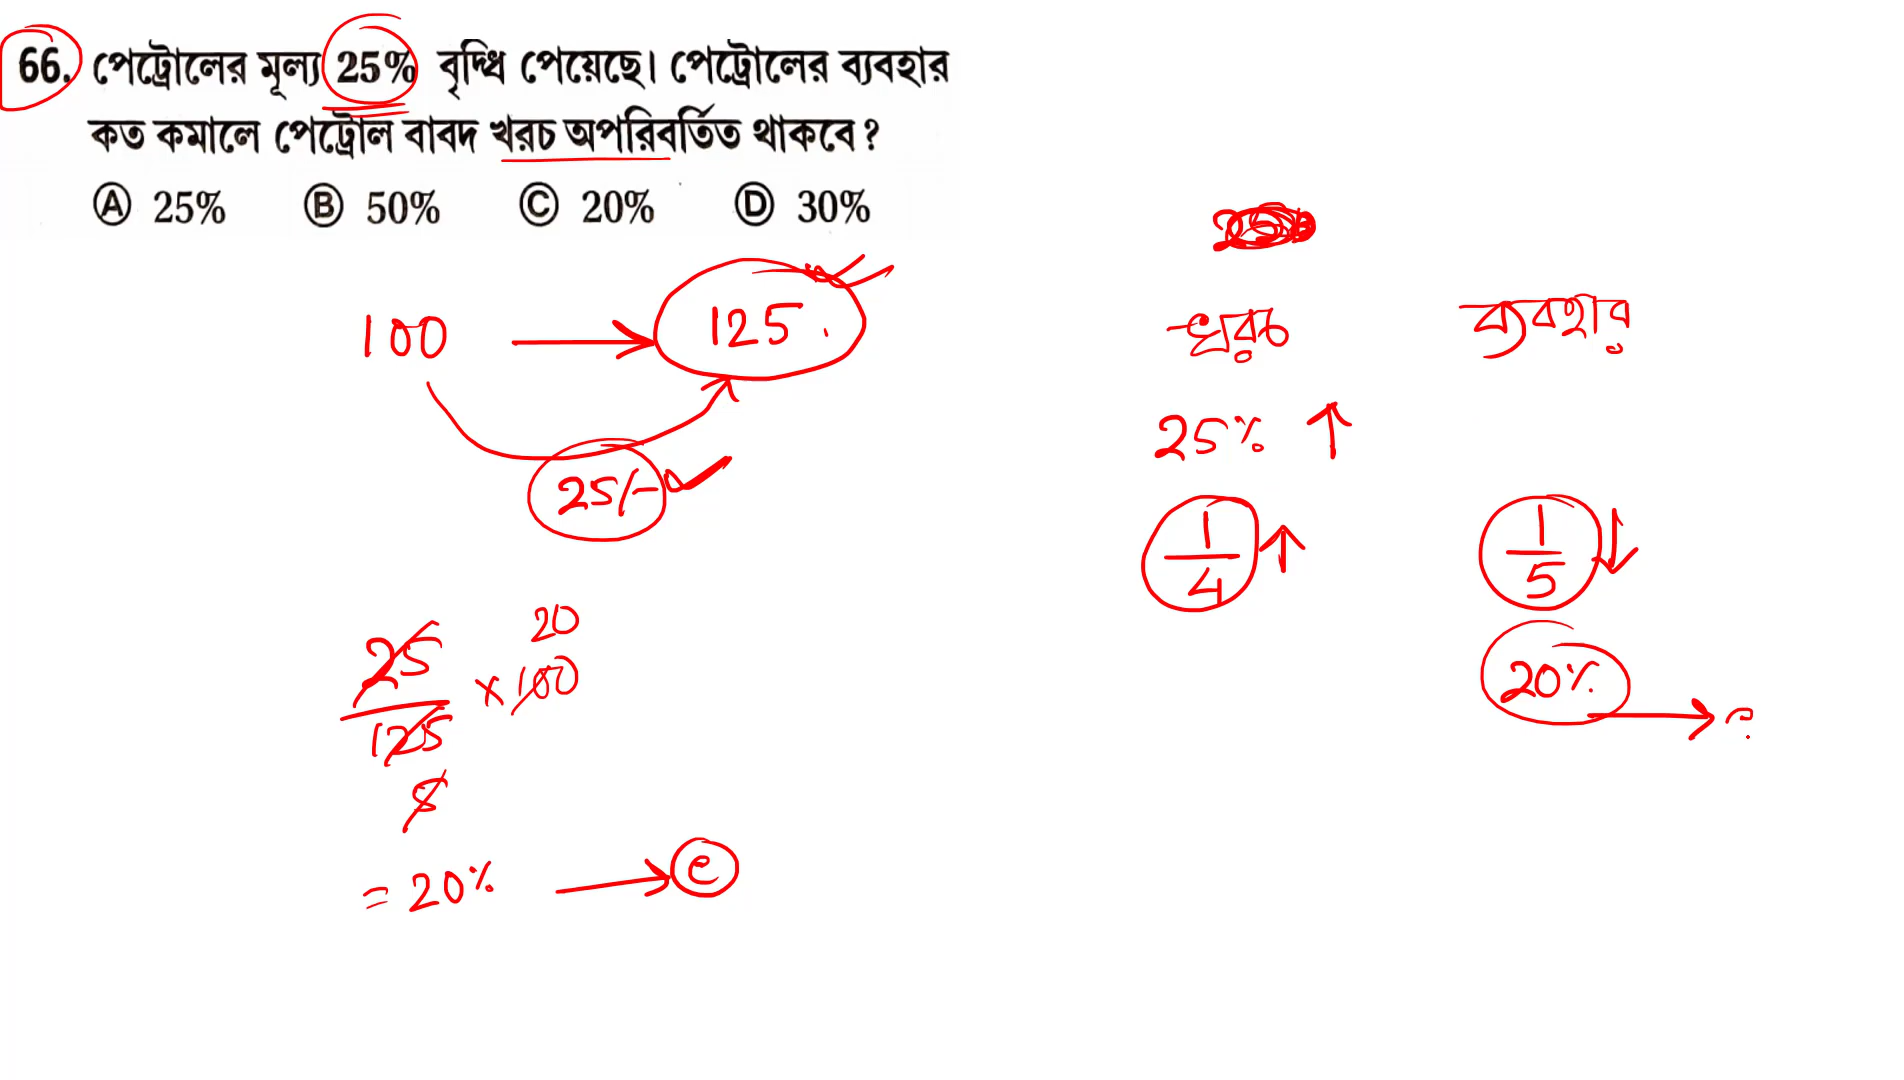 66. পেট্রোলের মূল্য 25% বৃদ্ধি পেয়েছে। পেট্রোলের ব্যবহার
কত কমালে পেট্রোল বাবদ খরচ অপরিবর্তিত থাকবে?
Ⓐ 25% Ⓑ 50% Ⓒ 20% Ⓓ 30%
100 → 125.
25/-
25/125 × 100
20
5
= 20% → c
খরচ ব্যবহার
25% ↑
1/4 ↑ 1/5 ↓
20% →